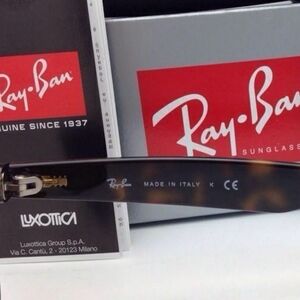 Ray-Ban
UINE SINCE 1937
LUXOTTICA
Luxottica Group S.p.A.
Via C. Cantù, 2 - 20123 Milano
Ray-Ban
SUNGLASS
Ray-Ban MADE IN ITALY K CE